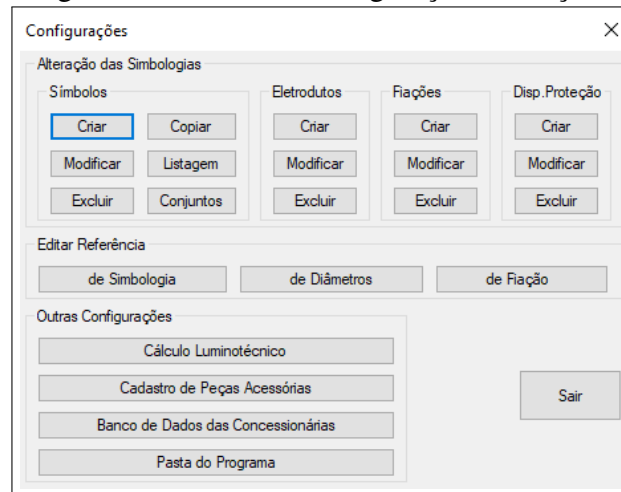 Configurações
Alteração das Simbologias
Símbolos Eletrodutos Fiações Disp.Proteção
Criar Copiar Criar Criar Criar
Modificar Listagem Modificar Modificar Modificar
Excluir Conjuntos Excluir Excluir Excluir
Editar Referência
de Simbologia de Diâmetros de Fiação
Outras Configurações
Cálculo Luminotécnico
Cadastro de Peças Acessórias
Sair
Banco de Dados das Concessionárias
Pasta do Programa